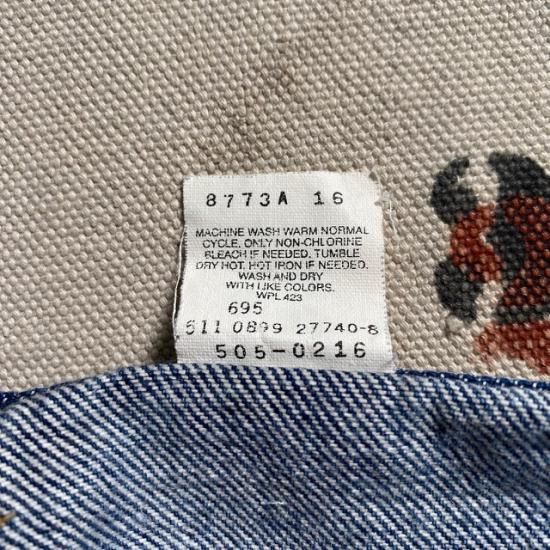 8773A 16
MACHINE WASH WARM NORMAL
CYCLE, ONLY NON-CHLORINE
BLEACH IF NEEDED. TUMBLE
DRY HOT. HOT IRON IF NEEDED.
WASH AND DRY
WITH LIKE COLORS.
WPL 423
695
511 0899 27740-8
505-0216